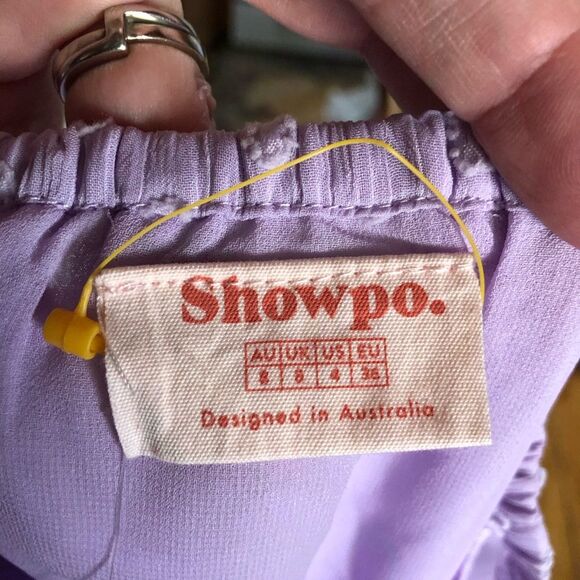 Showpo.
AU UK US EU
8 8 4 36
Designed in Australia